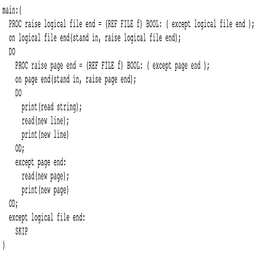 main:(
  PROC raise logical file end = (REF FILE f) BOOL: ( except logical file end );
  on logical file end(stand in, raise logical file end);
  DO
    PROC raise page end = (REF FILE f) BOOL: ( except page end );
    on page end(stand in, raise page end);
    DO
      print(read string);
      read(new line);
      print(new line)
    OD;
    except page end:
      read(new page);
      print(new page)
  OD;
  except logical file end:
    SKIP
)